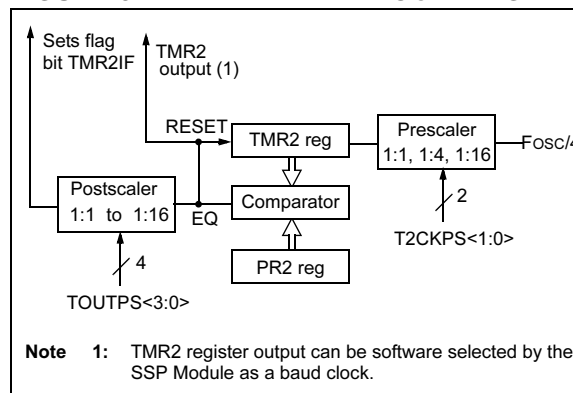 Sets flag
bit TMR2IF
TMR2
output (1)
RESET
TMR2 reg
Prescaler
1:1, 1:4, 1:16
FOSC/4
Postscaler
1:1 to 1:16
EQ
Comparator
2
T2CKPS<1:0>
4
PR2 reg
TOUTPS<3:0>
Note 1: TMR2 register output can be software selected by the
SSP Module as a baud clock.